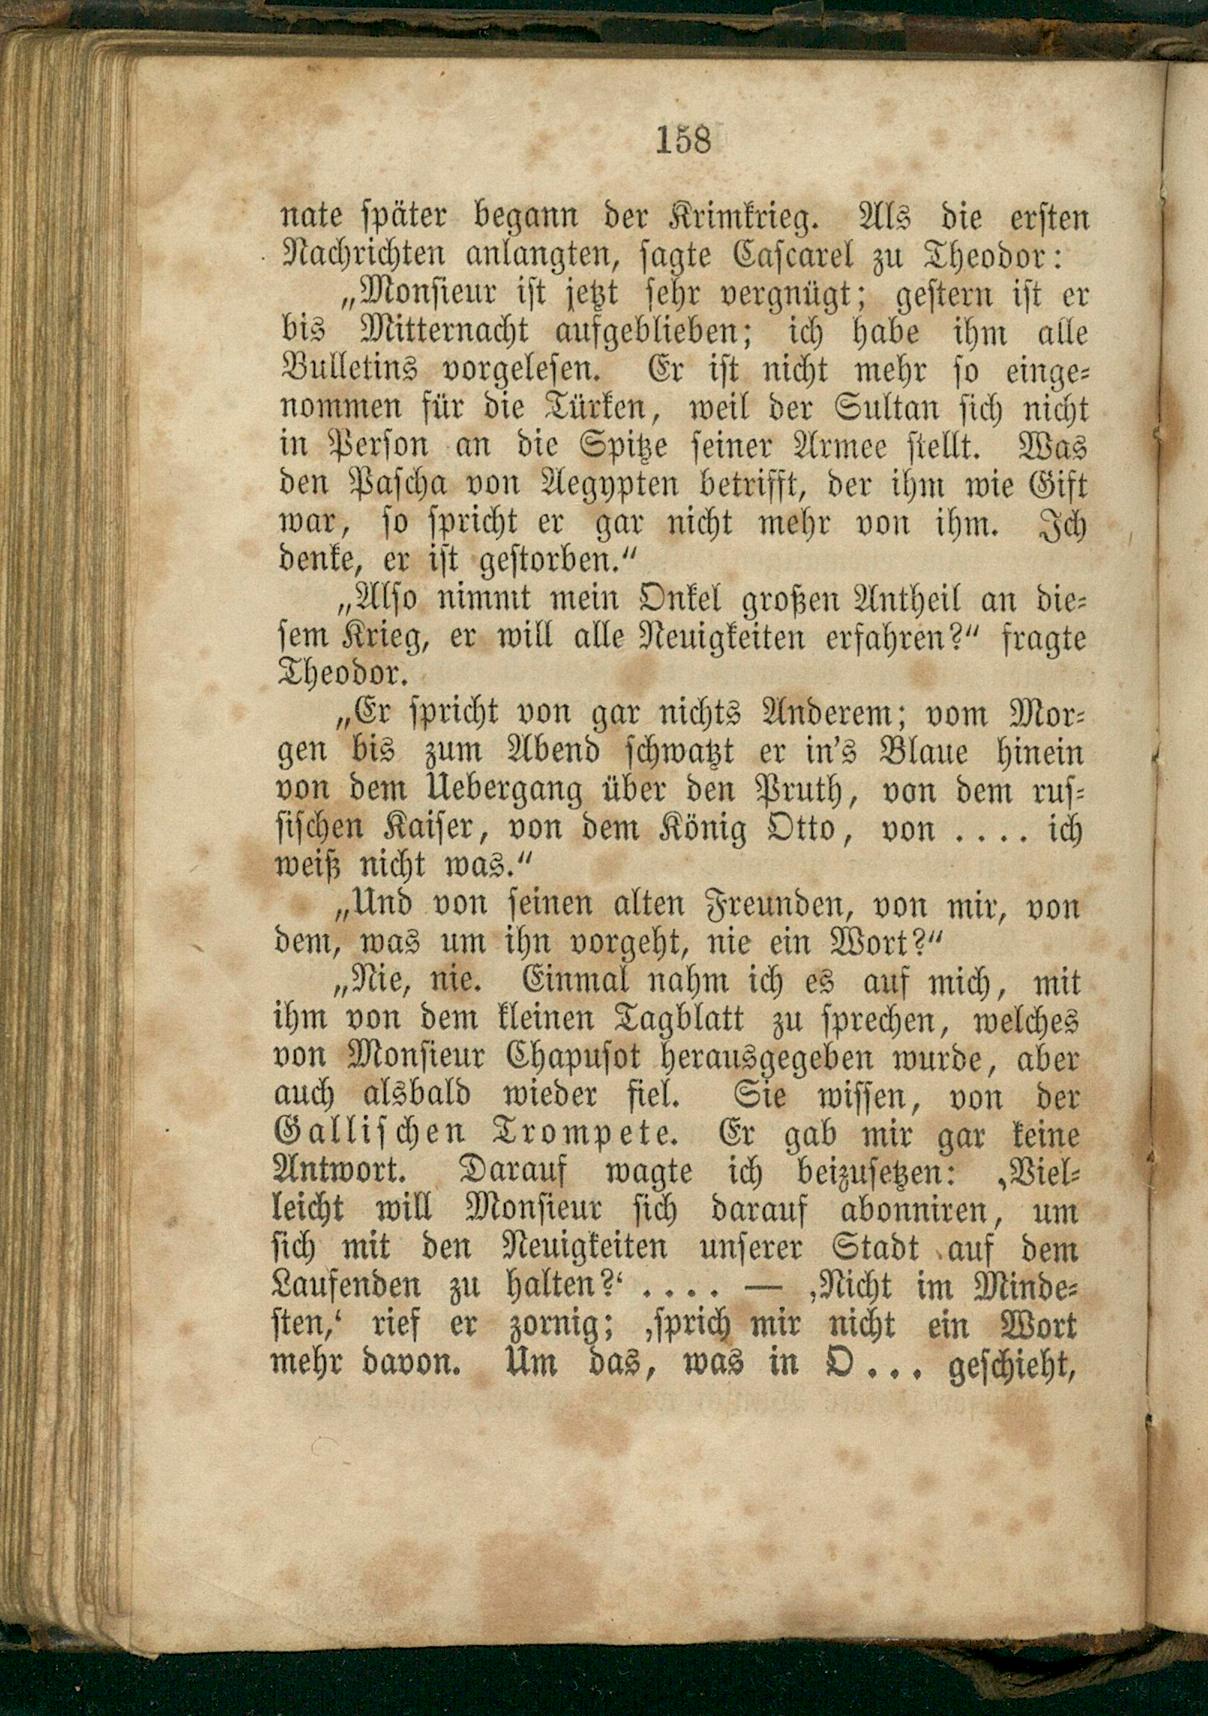 158
nate später begann der Krimkrieg. Als die ersten
Nachrichten anlangten, sagte Cascarel zu Theodor:
„Monsieur ist jetzt sehr vergnügt; gestern ist er
bis Mitternacht aufgeblieben; ich habe ihm alle
Bulletins vorgelesen. Er ist nicht mehr so einge-
nommen für die Türken, weil der Sultan sich nicht
in Person an die Spitze seiner Armee stellt. Was
den Pascha von Aegypten betrifft, der ihm wie Gift
war, so spricht er gar nicht mehr von ihm. Ich
denke, er ist gestorben.“
„Also nimmt mein Onkel großen Antheil an die-
sem Krieg, er will alle Neuigkeiten erfahren?“ fragte
Theodor.
„Er spricht von gar nichts Anderem; vom Mor-
gen bis zum Abend schwatzt er in's Blaue hinein
von dem Uebergang über den Pruth, von dem rus-
sischen Kaiser, von dem König Otto, von .... ich
weiß nicht was.“
„Und von seinen alten Freunden, von mir, von
dem, was um ihn vorgeht, nie ein Wort?“
„Nie, nie. Einmal nahm ich es auf mich, mit
ihm von dem kleinen Tagblatt zu sprechen, welches
von Monsieur Chapusot herausgegeben wurde, aber
auch alsbald wieder fiel. Sie wissen, von der
Gallischen Trompete. Er gab mir gar keine
Antwort. Darauf wagte ich beizusetzen: ‚Viel-
leicht will Monsieur sich darauf abonniren, um
sich mit den Neuigkeiten unserer Stadt auf dem
Laufenden zu halten?‘ .... — ‚Nicht im Minde-
sten,‘ rief er zornig; ‚sprich mir nicht ein Wort
mehr davon. Um das, was in O... geschieht,